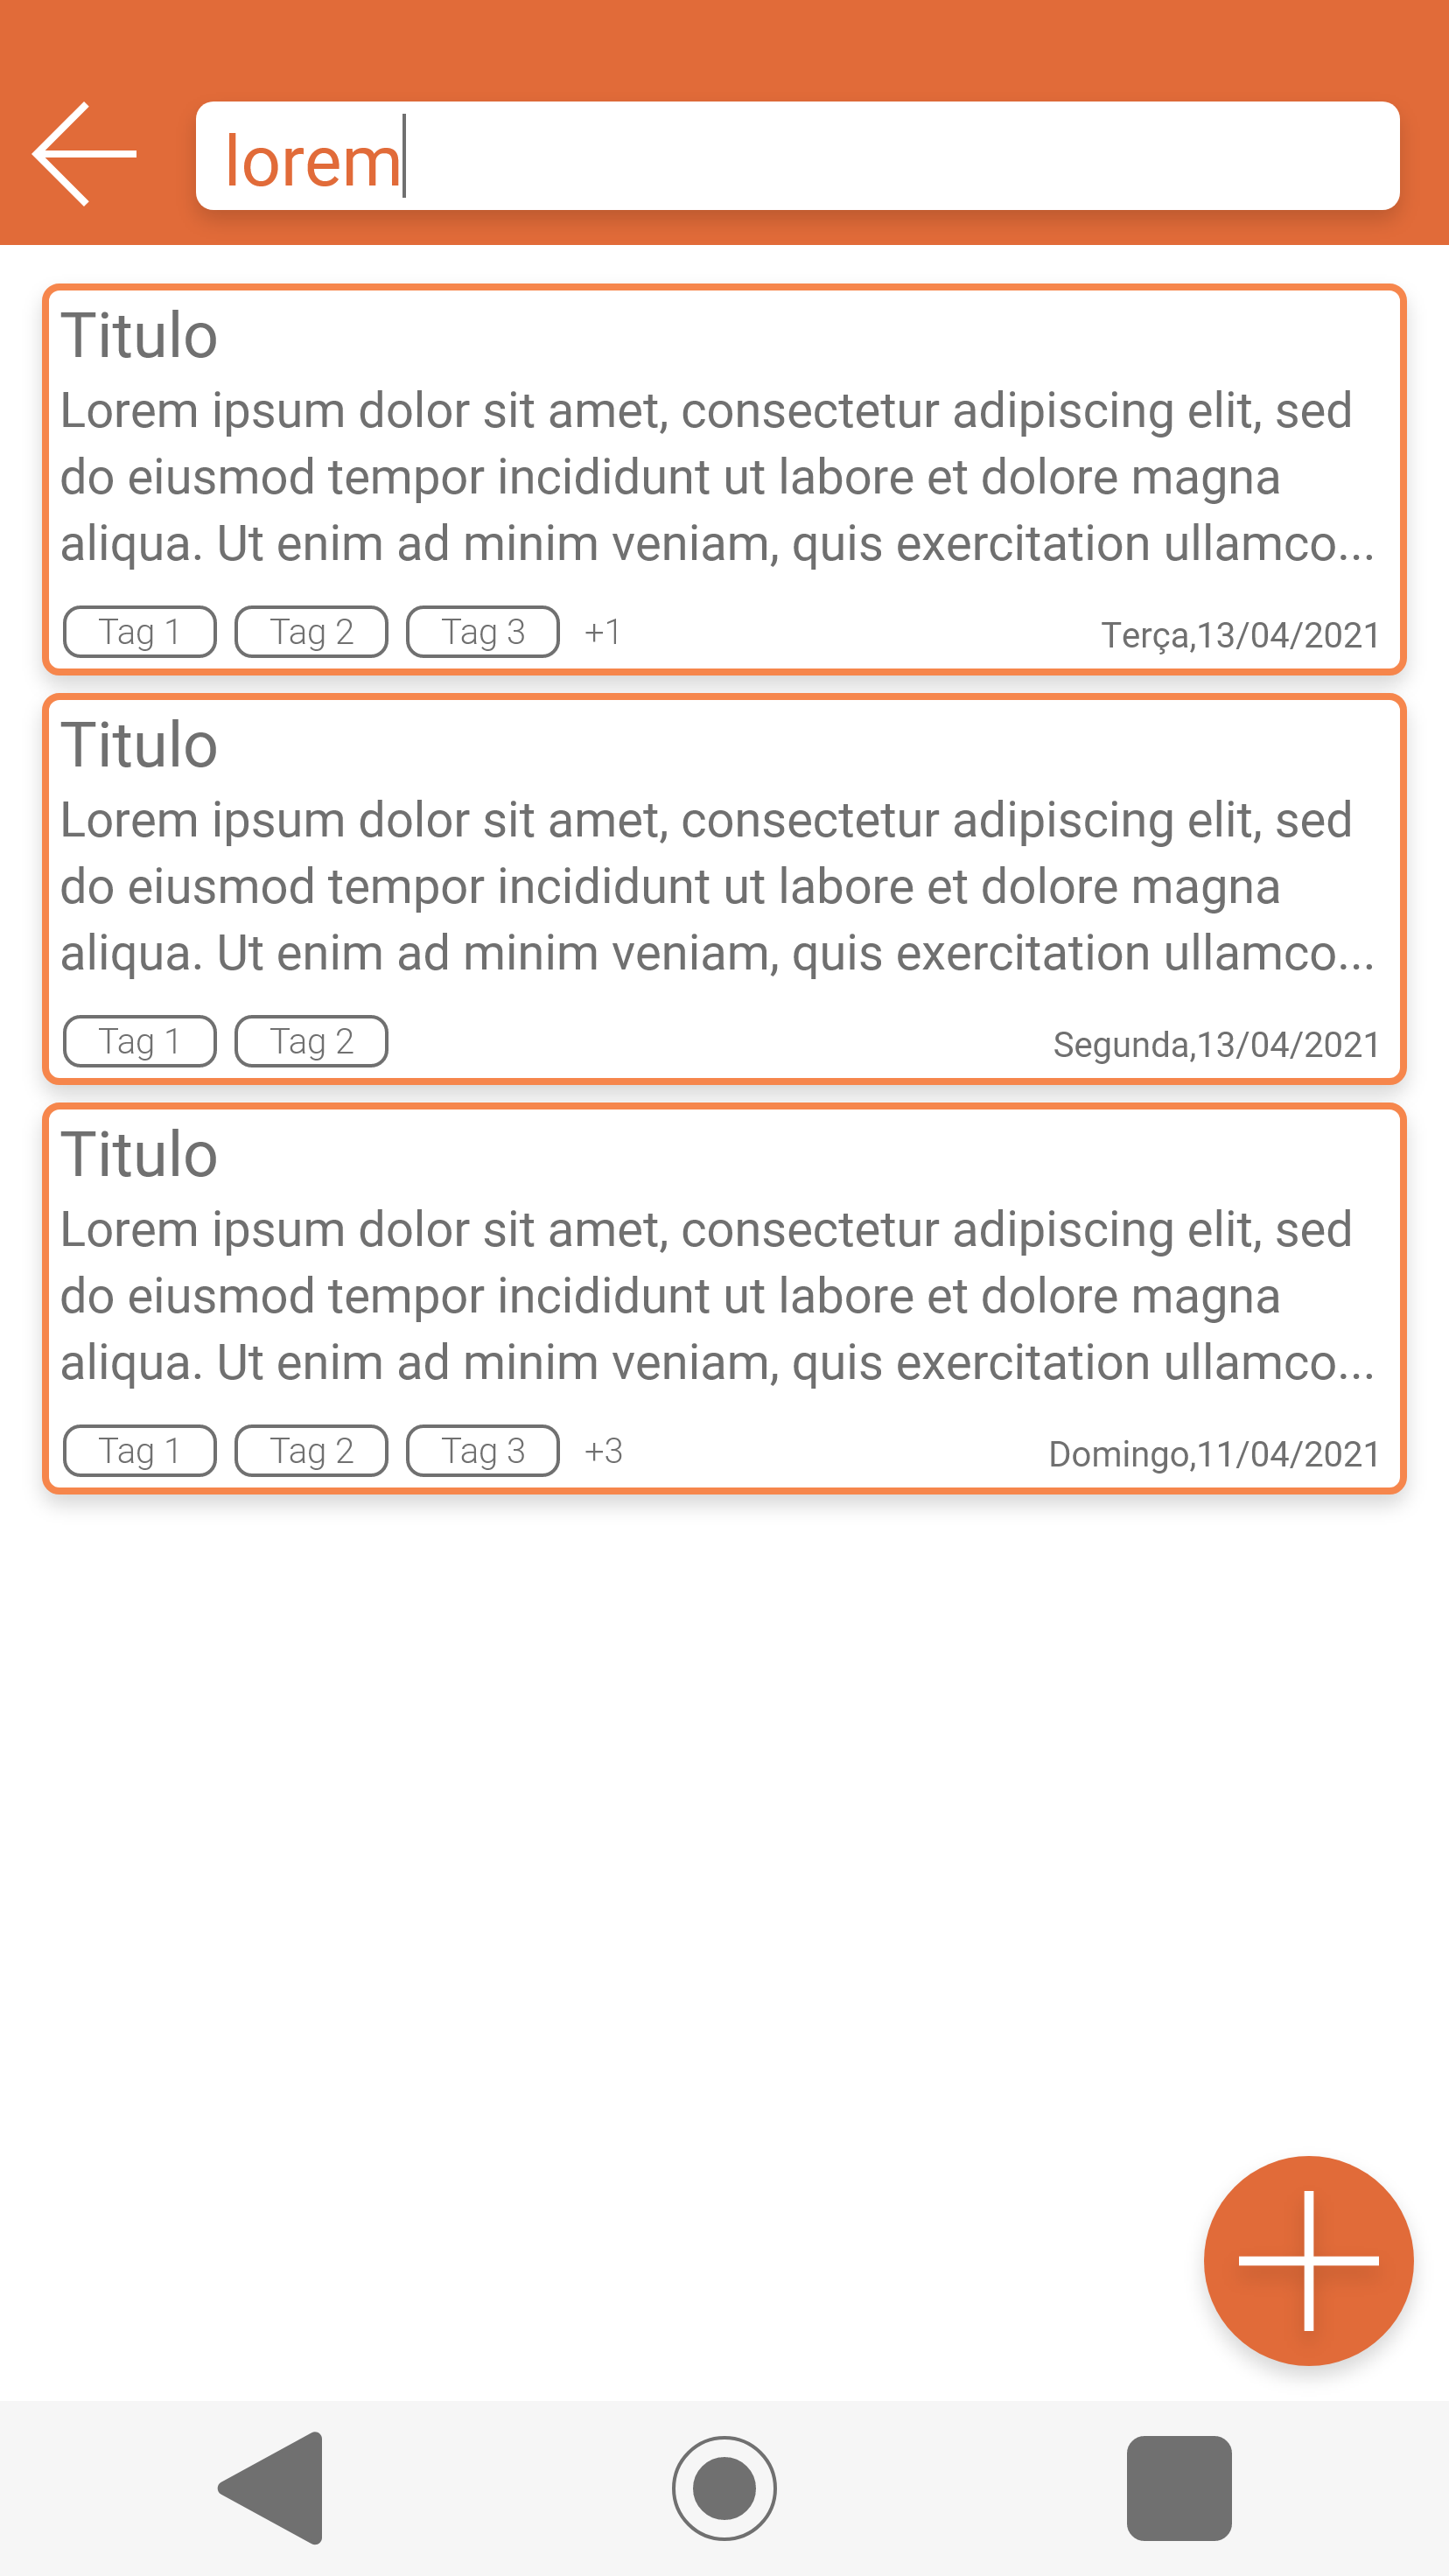 lorem
Titulo
Lorem ipsum dolor sit amet, consectetur adipiscing elit, sed
do eiusmod tempor incididunt ut labore et dolore magna
aliqua. Ut enim ad minim veniam, quis exercitation ullamco...
Tag 1 Tag 2 Tag 3 +1 Terça,13/04/2021
Titulo
Lorem ipsum dolor sit amet, consectetur adipiscing elit, sed
do eiusmod tempor incididunt ut labore et dolore magna
aliqua. Ut enim ad minim veniam, quis exercitation ullamco...
Tag 1 Tag 2 Segunda,13/04/2021
Titulo
Lorem ipsum dolor sit amet, consectetur adipiscing elit, sed
do eiusmod tempor incididunt ut labore et dolore magna
aliqua. Ut enim ad minim veniam, quis exercitation ullamco...
Tag 1 Tag 2 Tag 3 +3 Domingo,11/04/2021